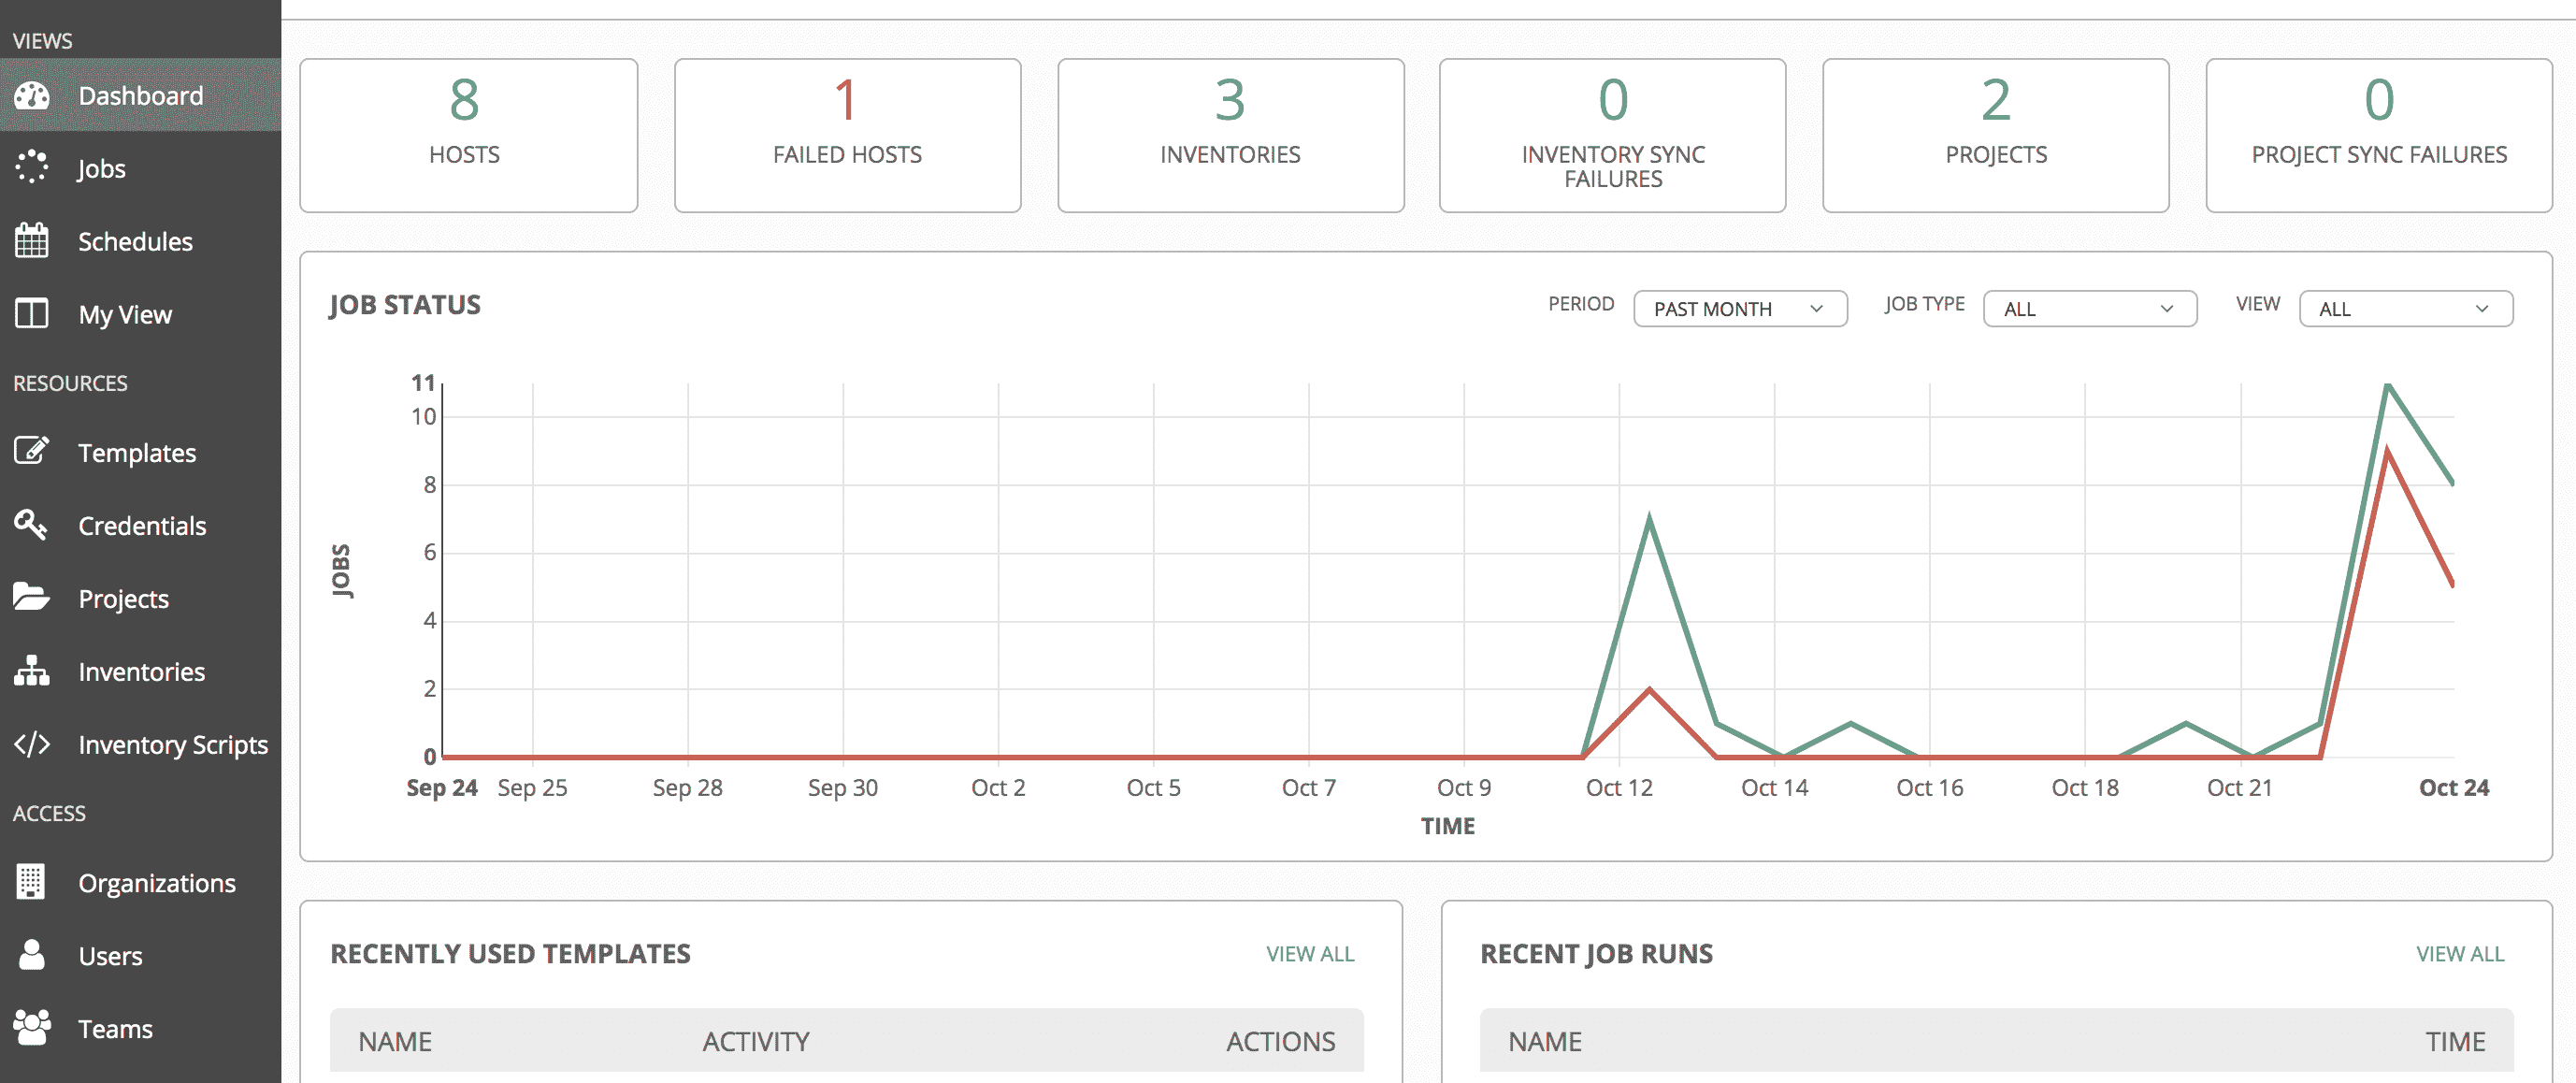 VIEWS
Dashboard
Jobs
Schedules
My View
RESOURCES
Templates
Credentials
Projects
Inventories
Inventory Scripts
ACCESS
Organizations
Users
Teams
8
HOSTS
1
FAILED HOSTS
3
INVENTORIES
0
INVENTORY SYNC
FAILURES
2
PROJECTS
0
PROJECT SYNC FAILURES
JOB STATUS
PERIOD PAST MONTH JOB TYPE ALL VIEW ALL
11
10
8
6
4
2
0
JOBS
Sep 24 Sep 25 Sep 28 Sep 30 Oct 2 Oct 5 Oct 7 Oct 9 Oct 12 Oct 14 Oct 16 Oct 18 Oct 21 Oct 24
TIME
RECENTLY USED TEMPLATES VIEW ALL
NAME ACTIVITY ACTIONS
RECENT JOB RUNS VIEW ALL
NAME TIME